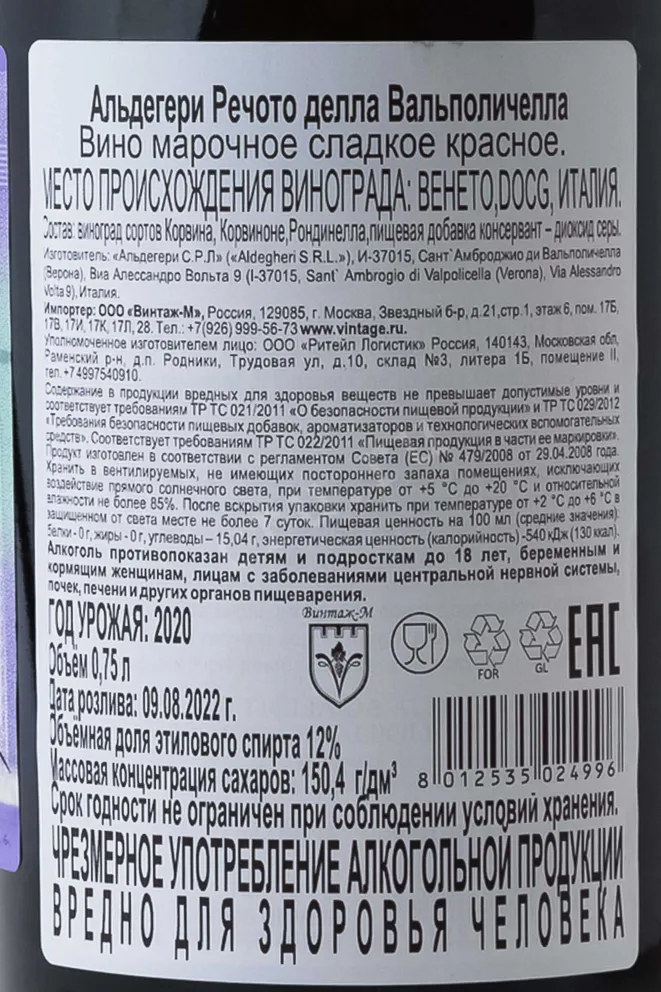 Альдегери Речото делла Вальполичелла
Вино марочное сладкое красное.
МЕСТО ПРОИСХОЖДЕНИЯ ВИНОГРАДА: ВЕНЕТО,DOCG, ИТАЛИЯ.
Состав: виноград сортов Корвина, Корвиноне,Рондинелла,пищевая добавка консервант – диоксид серы.
Изготовитель: «Альдегери С.Р.Л» («Aldegheri S.R.L.»), И-37015, Сант`Амброджио ди Вальполичелла
(Верона), Виа Алессандро Вольта 9 (I-37015, Sant` Ambrogio di Valpolicella (Verona), Via Alessandro
Volta 9), Италия.
Импортер: ООО «Винтаж-М», Россия, 129085, г. Москва, Звездный б-р, д.21,стр.1, этаж 6, пом. 17Б,
17В, 17И, 17К, 17Л, 28. Тел.: +7(926) 999-56-73 www.vintage.ru.
Уполномоченное изготовителем лицо: ООО «Ритейл Логистик» Россия, 140143, Московская обл,
Раменский р-н, д.п. Родники, Трудовая ул, д.10, склад №3, литера 1Б, помещение II,
тел. +7 4997540910.
Содержание в продукции вредных для здоровья веществ не превышает допустимые уровни и
соответствует требованиям ТР ТС 021/2011 «О безопасности пищевой продукции» и ТР ТС 029/2012
«Требования безопасности пищевых добавок, ароматизаторов и технологических вспомогательных
средств». Соответствует требованиям ТР ТС 022/2011 «Пищевая продукция в части ее маркировки».
Продукт изготовлен в соответствии с регламентом Совета (ЕС) № 479/2008 от 29.04.2008 года.
Хранить в вентилируемых, не имеющих постороннего запаха помещениях, исключающих
воздействие прямого солнечного света, при температуре от +5 °C до +20 °C и относительной
влажности не более 85%. После вскрытия упаковки хранить при температуре от +2 °C до +6 °C в
защищенном от света месте не более 7 суток. Пищевая ценность на 100 мл (средние значения):
белки - 0 г, жиры - 0 г, углеводы – 15,04 г, энергетическая ценность (калорийность) -540 кДж (130 ккал).
Алкоголь противопоказан детям и подросткам до 18 лет, беременным и
кормящим женщинам, лицам с заболеваниями центральной нервной системы,
почек, печени и других органов пищеварения.
ГОД УРОЖАЯ: 2020
Винтаж-М
FOR
GL
EAC
Объём 0,75 л
Дата розлива: 09.08.2022 г.
Объёмная доля этилового спирта 12%
Массовая концентрация сахаров: 150,4 г/дм³
8 012535 024996
Срок годности не ограничен при соблюдении условий хранения.
ЧРЕЗМЕРНОЕ УПОТРЕБЛЕНИЕ АЛКОГОЛЬНОЙ ПРОДУКЦИИ
ВРЕДНО ДЛЯ ЗДОРОВЬЯ ЧЕЛОВЕКА